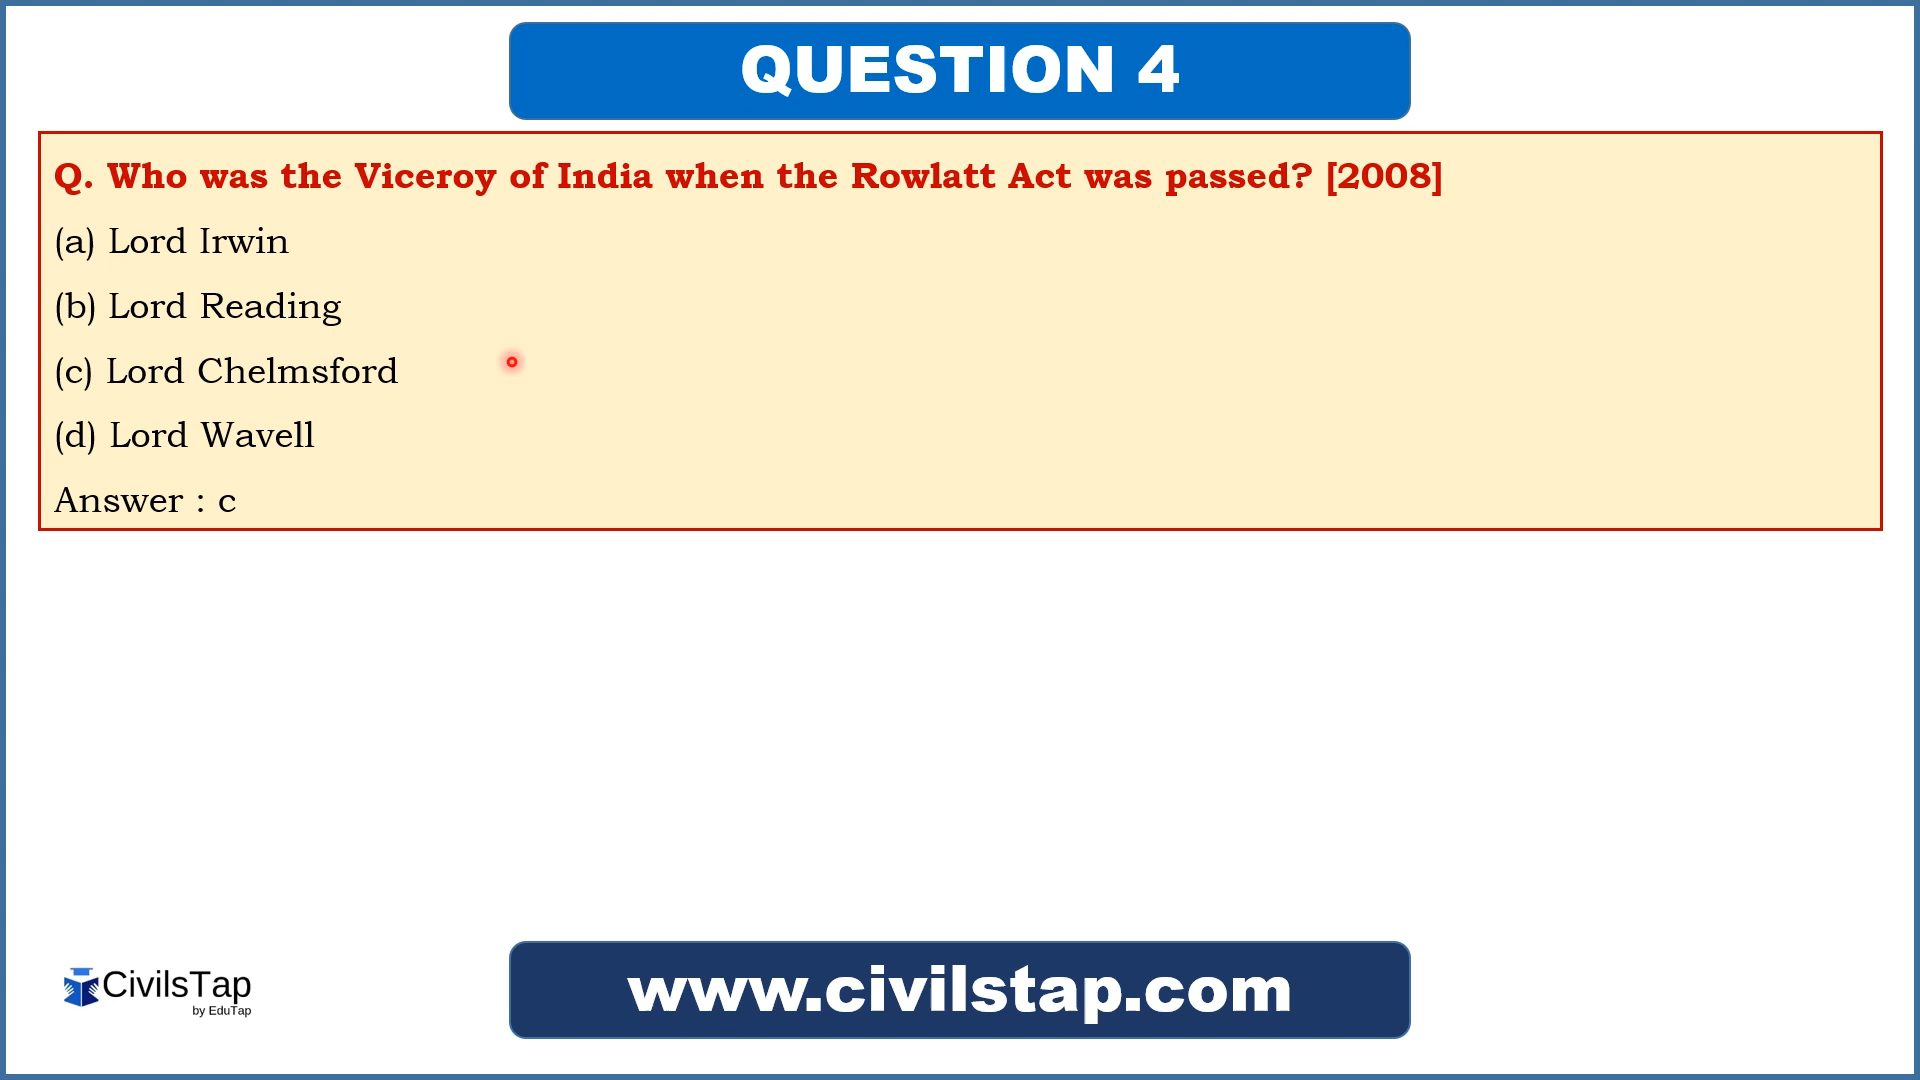 QUESTION 4
Q. Who was the Viceroy of India when the Rowlatt Act was passed? [2008]
(a) Lord Irwin
(b) Lord Reading
(c) Lord Chelmsford
(d) Lord Wavell
Answer : c
CivilsTap
by EduTap
www.civilstap.com